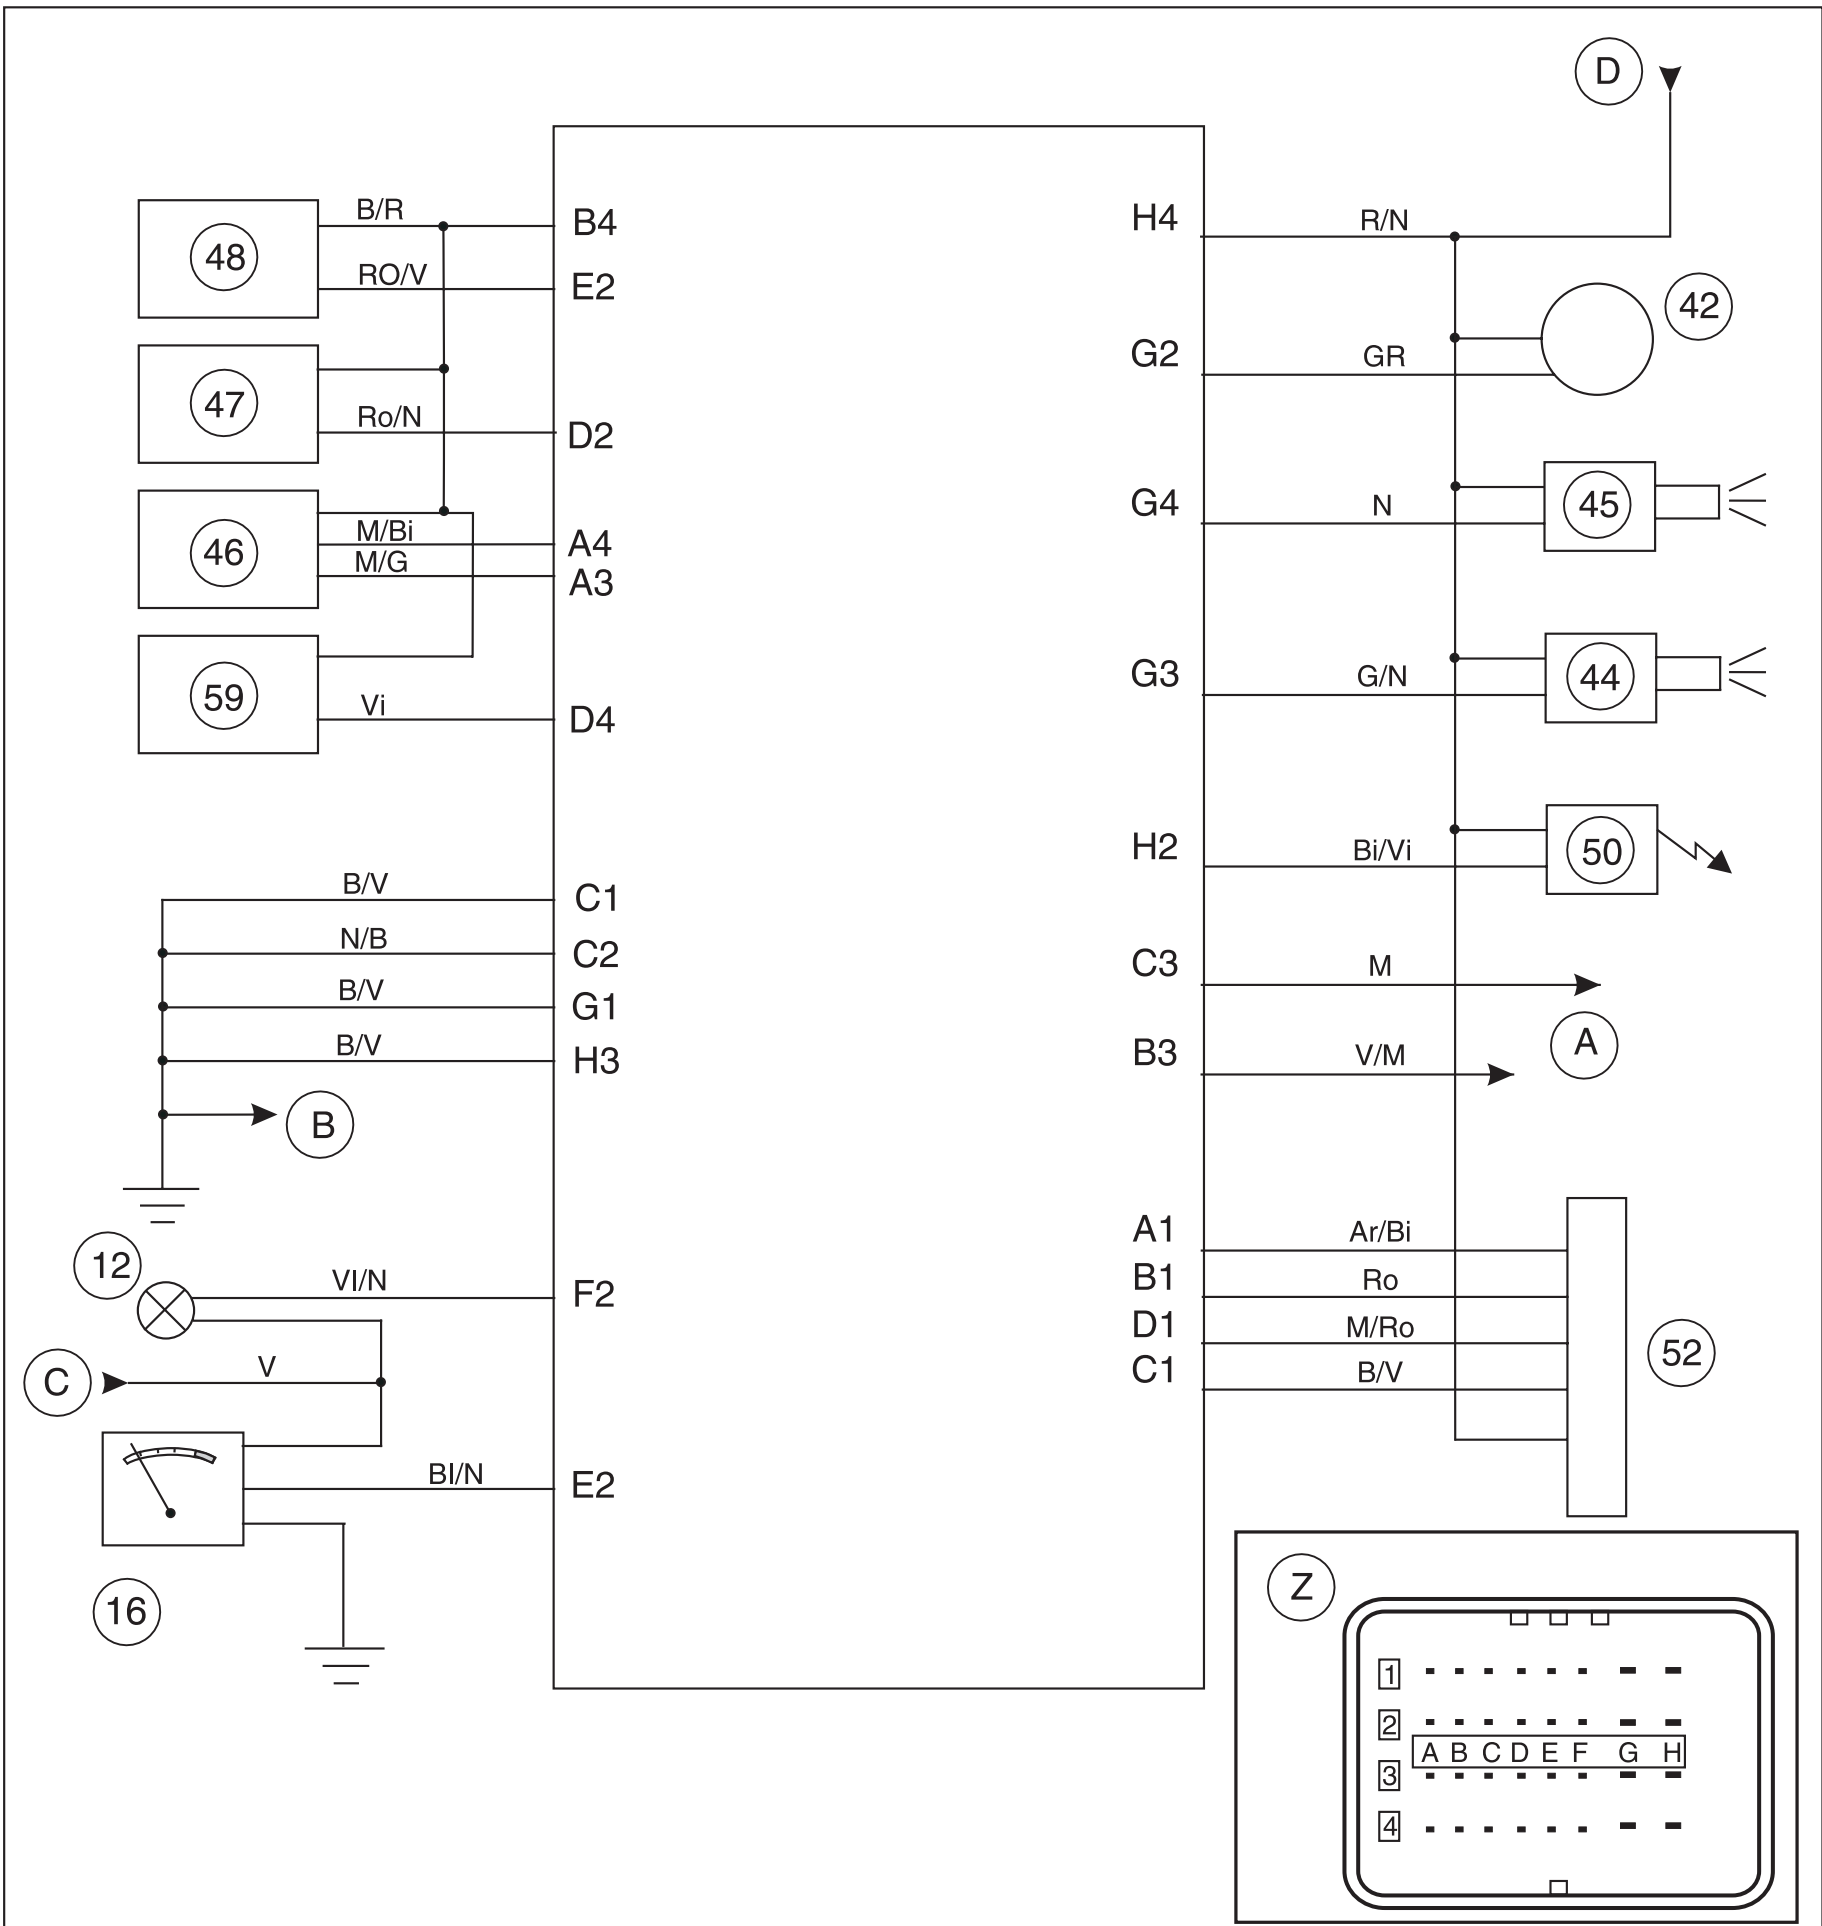 D
B/R
B4
H4
R/N
48
RO/V
E2
42
G2
GR
47
Ro/N
D2
G4
N
45
46
M/Bi
A4
M/G
A3
G3
G/N
44
59
Vi
D4
H2
Bi/Vi
50
B/V
C1
N/B
C2
C3
M
B/V
G1
A
B/V
H3
B3
V/M
B
12
VI/N
F2
A1
Ar/Bi
B1
Ro
D1
M/Ro
C
V
C1
B/V
52
BI/N
E2
16
Z
1
2
A B C D E F G H
3
4